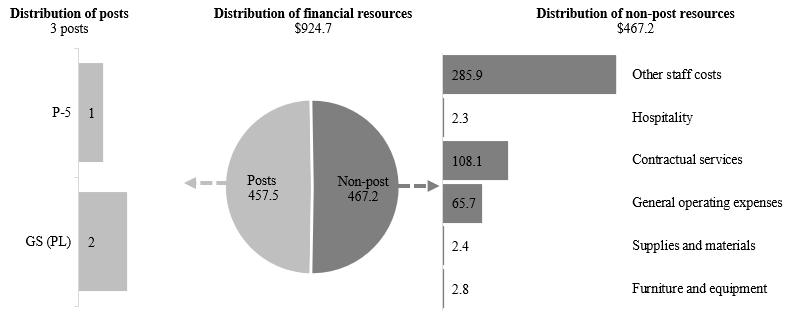 Distribution of posts
3 posts
P-5
1
GS (PL)
2
Distribution of financial resources
$924.7
Posts
457.5
Non-post
467.2
Distribution of non-post resources
$467.2
285.9 Other staff costs
2.3 Hospitality
108.1 Contractual services
65.7 General operating expenses
2.4 Supplies and materials
2.8 Furniture and equipment